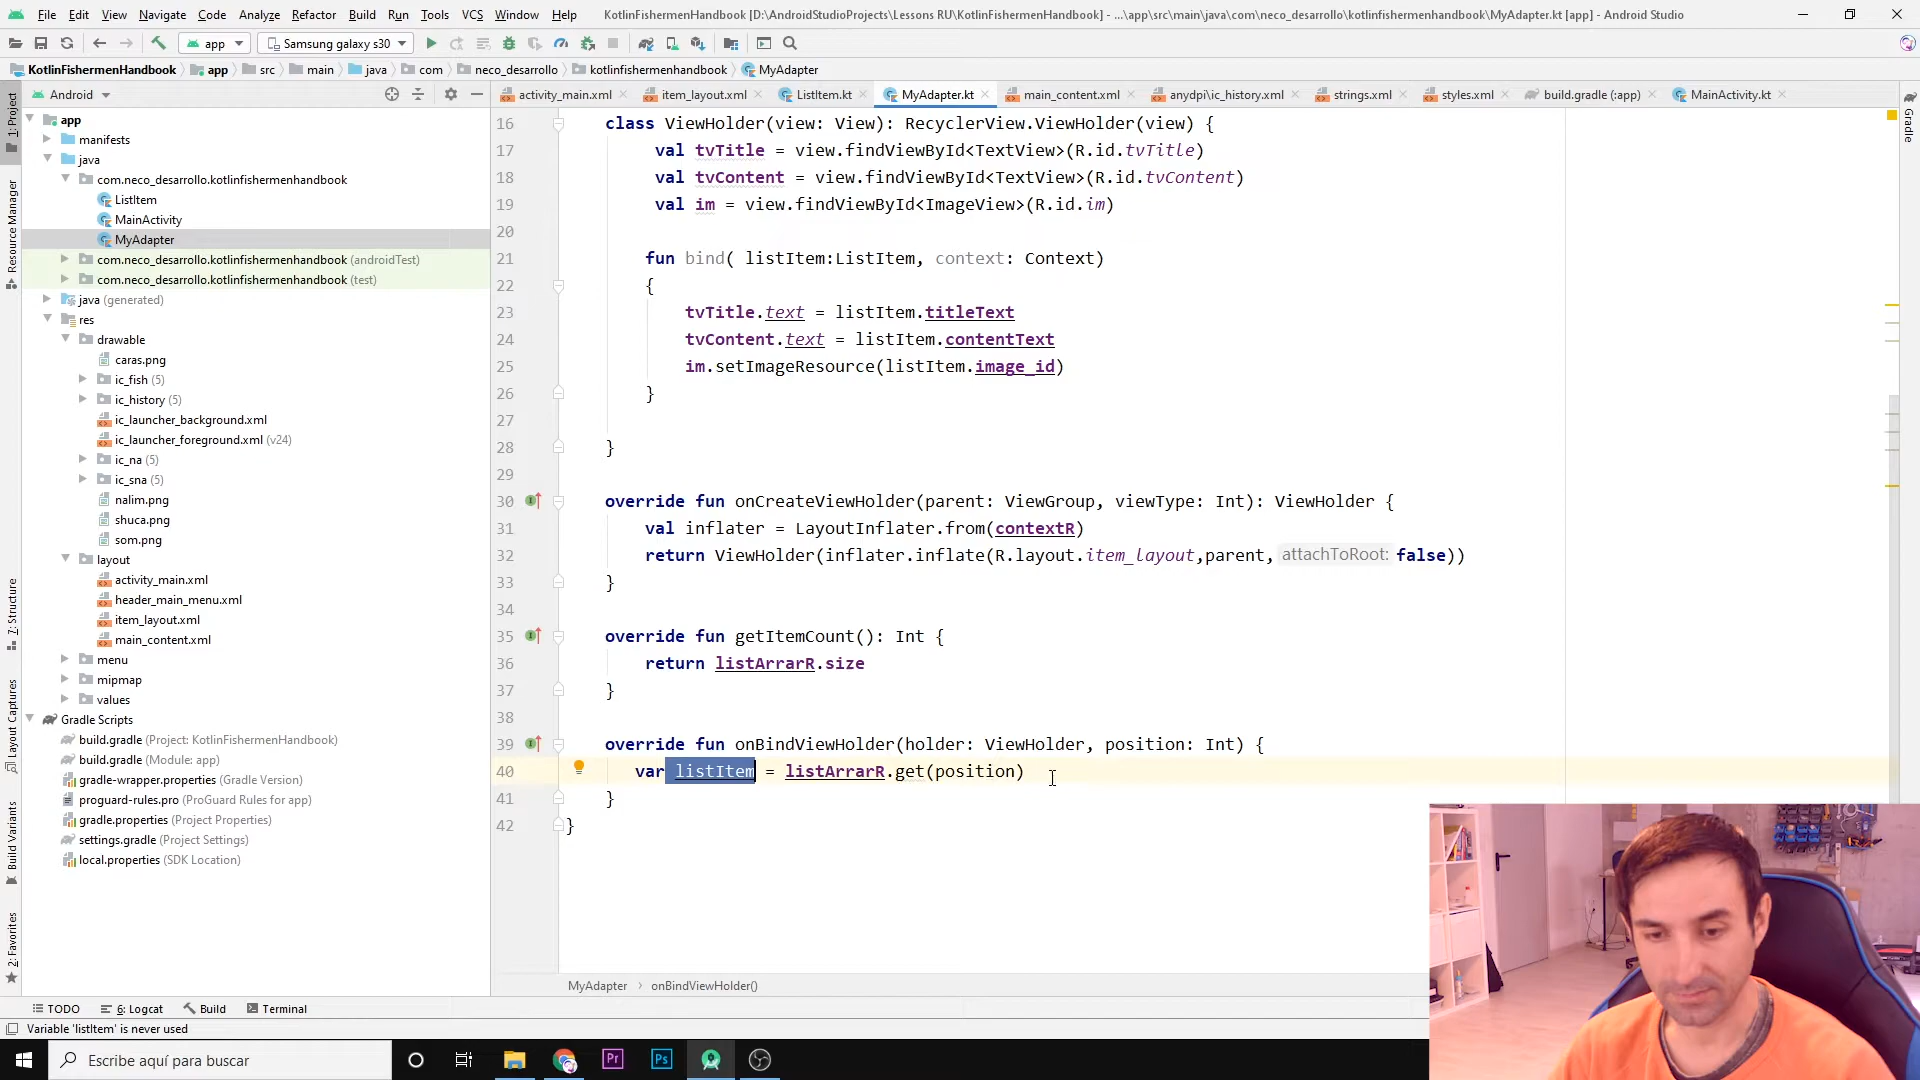 File Edit View Navigate Code Analyze Refactor Build Run Tools VCS Window Help KotlinFishermenHandbook [D:\AndroidStudioProjects\Lessons RU\KotlinFishermenHandbook] - ...\app\src\main\java\com\neco_desarrollo\kotlinfishermenhandbook\MyAdapter.kt [app] - Android Studio
app Samsung galaxy s30
KotlinFishermenHandbook app src main java com neco_desarrollo kotlinfishermenhandbook MyAdapter
Android
activity_main.xml item_layout.xml ListItem.kt MyAdapter.kt main_content.xml anydpi\ic_history.xml strings.xml styles.xml build.gradle (:app) MainActivity.kt
1: Project
Resource Manager
7: Structure
Layout Captures
Build Variants
2: Favorites
Gradle
app
manifests
java
com.neco_desarrollo.kotlinfishermenhandbook
ListItem
MainActivity
MyAdapter
com.neco_desarrollo.kotlinfishermenhandbook (androidTest)
com.neco_desarrollo.kotlinfishermenhandbook (test)
java (generated)
res
drawable
caras.png
ic_fish (5)
ic_history (5)
ic_launcher_background.xml
ic_launcher_foreground.xml (v24)
ic_na (5)
ic_sna (5)
nalim.png
shuca.png
som.png
layout
activity_main.xml
header_main_menu.xml
item_layout.xml
main_content.xml
menu
mipmap
values
Gradle Scripts
build.gradle (Project: KotlinFishermenHandbook)
build.gradle (Module: app)
gradle-wrapper.properties (Gradle Version)
proguard-rules.pro (ProGuard Rules for app)
gradle.properties (Project Properties)
settings.gradle (Project Settings)
local.properties (SDK Location)
16 class ViewHolder(view: View): RecyclerView.ViewHolder(view) {
17 val tvTitle = view.findViewById<TextView>(R.id.tvTitle)
18 val tvContent = view.findViewById<TextView>(R.id.tvContent)
19 val im = view.findViewById<ImageView>(R.id.im)
20
21 fun bind( listItem:ListItem, context: Context)
22 {
23 tvTitle.text = listItem.titleText
24 tvContent.text = listItem.contentText
25 im.setImageResource(listItem.image_id)
26 }
27
28 }
29
30 override fun onCreateViewHolder(parent: ViewGroup, viewType: Int): ViewHolder {
31 val inflater = LayoutInflater.from(contextR)
32 return ViewHolder(inflater.inflate(R.layout.item_layout,parent, attachToRoot: false))
33 }
34
35 override fun getItemCount(): Int {
36 return listArrarR.size
37 }
38
39 override fun onBindViewHolder(holder: ViewHolder, position: Int) {
40 var listItem = listArrarR.get(position)
41 }
42 }
MyAdapter › onBindViewHolder()
TODO 6: Logcat Build Terminal
Variable 'listItem' is never used
Escribe aquí para buscar
Pr Ps